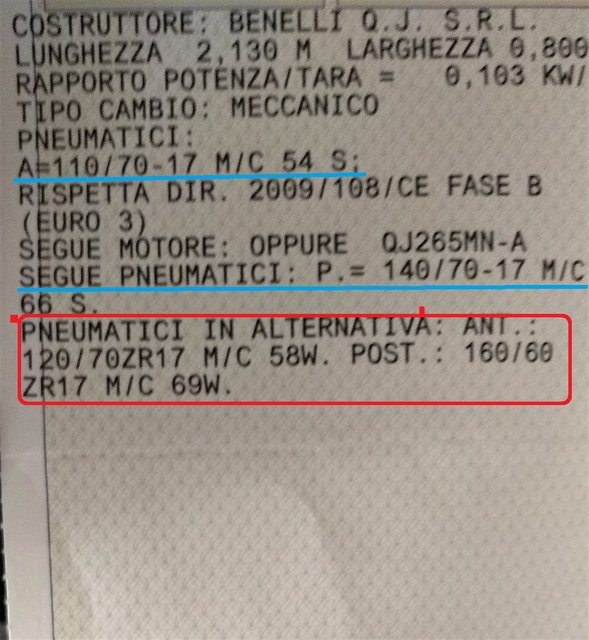 COSTRUTTORE: BENELLI Q.J. S.R.L.
LUNGHEZZA 2,130 M LARGHEZZA 0,800
RAPPORTO POTENZA/TARA = 0,103 KW/
TIPO CAMBIO: MECCANICO
PNEUMATICI:
A=110/70-17 M/C 54 S;
RISPETTA DIR. 2009/108/CE FASE B
(EURO 3)
SEGUE MOTORE: OPPURE QJ265MN-A
SEGUE PNEUMATICI: P.= 140/70-17 M/C
66 S.
PNEUMATICI IN ALTERNATIVA: ANT.:
120/70ZR17 M/C 58W. POST.: 160/60
ZR17 M/C 69W.